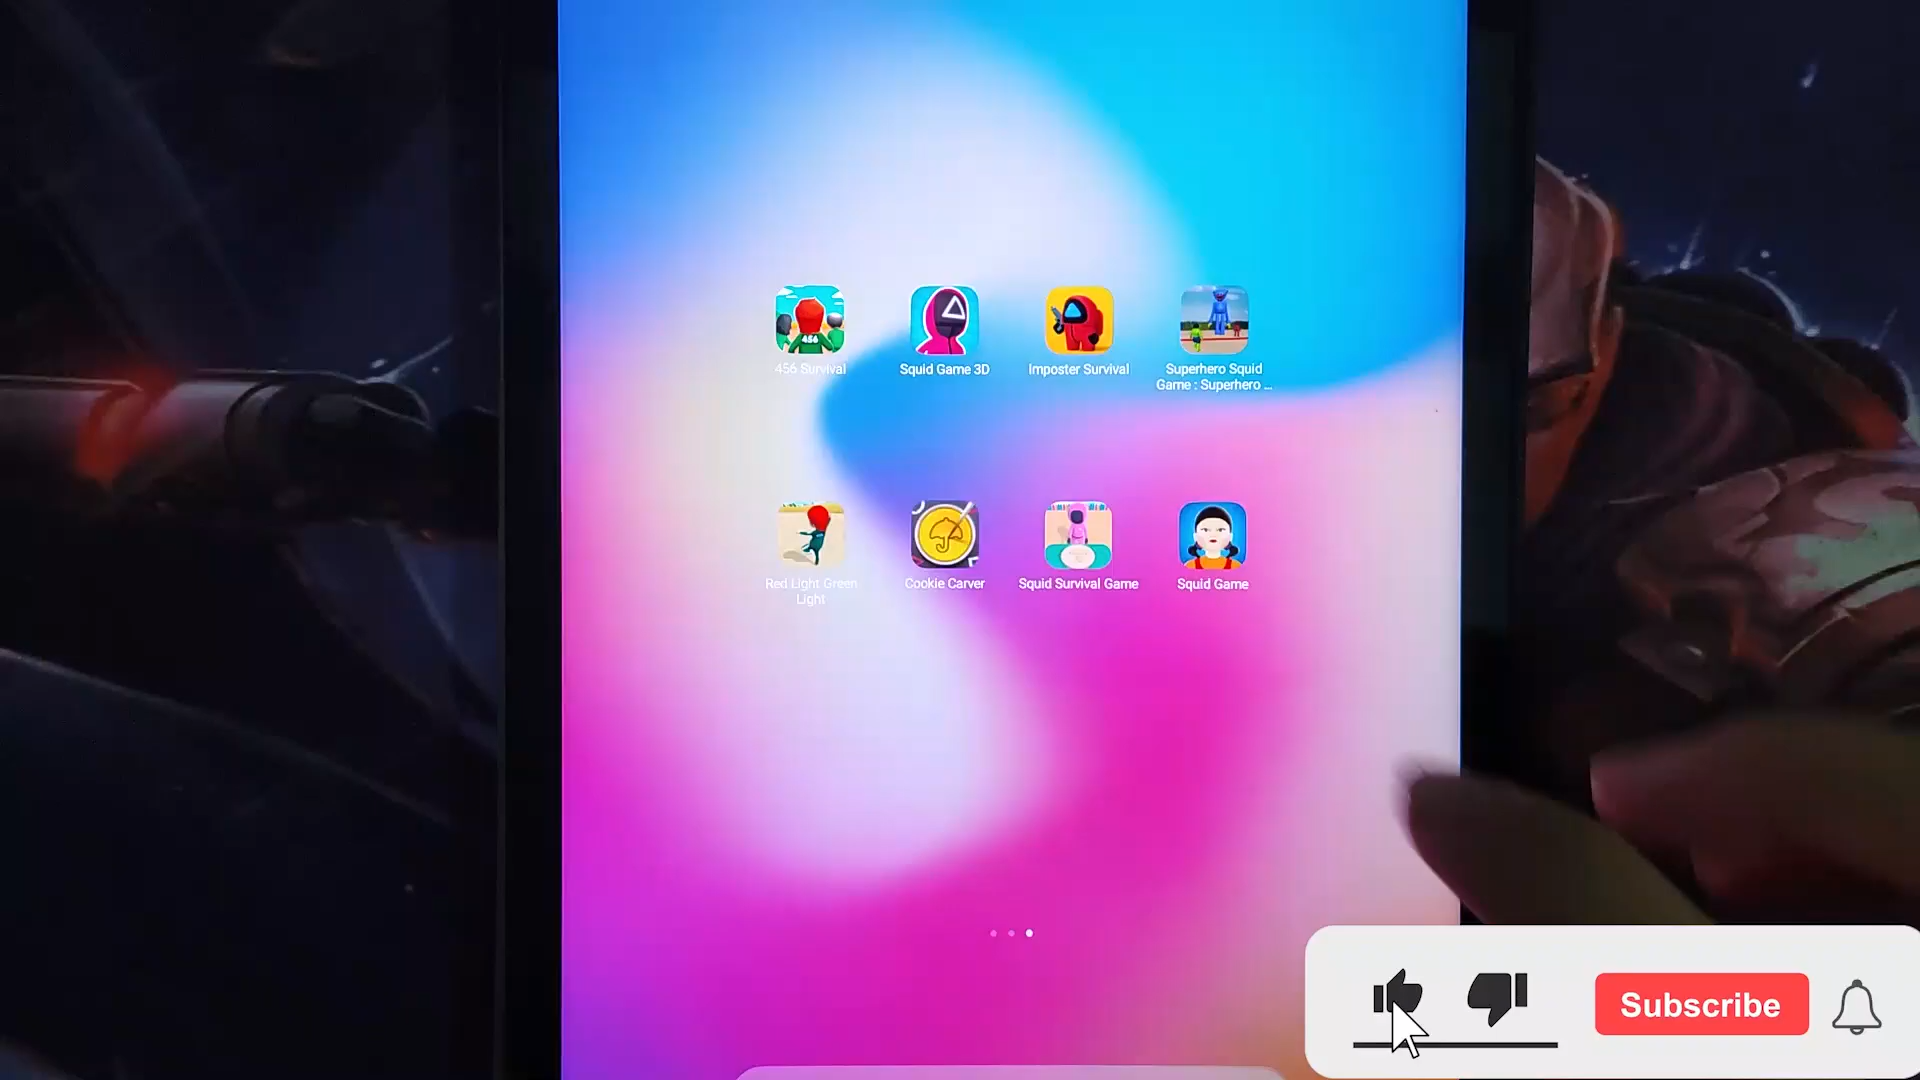 456
456 Survival
Squid Game 3D
Imposter Survival
Superhero Squid
Game : Superhero ...
Red Light Green
Light
Cookie Carver
Squid Survival Game
Squid Game
Subscribe